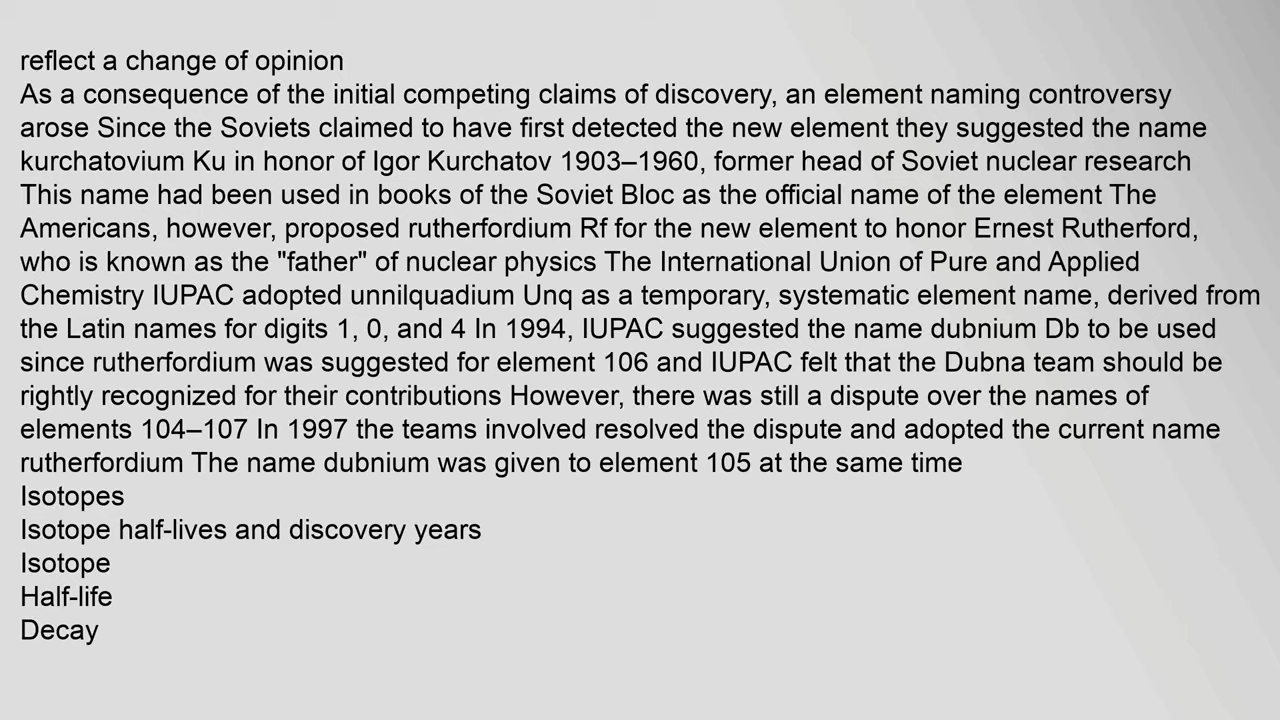 reflect a change of opinion
As a consequence of the initial competing claims of discovery, an element naming controversy
arose Since the Soviets claimed to have first detected the new element they suggested the name
kurchatovium Ku in honor of Igor Kurchatov 1903–1960, former head of Soviet nuclear research
This name had been used in books of the Soviet Bloc as the official name of the element The
Americans, however, proposed rutherfordium Rf for the new element to honor Ernest Rutherford,
who is known as the "father" of nuclear physics The International Union of Pure and Applied
Chemistry IUPAC adopted unnilquadium Unq as a temporary, systematic element name, derived from
the Latin names for digits 1, 0, and 4 In 1994, IUPAC suggested the name dubnium Db to be used
since rutherfordium was suggested for element 106 and IUPAC felt that the Dubna team should be
rightly recognized for their contributions However, there was still a dispute over the names of
elements 104–107 In 1997 the teams involved resolved the dispute and adopted the current name
rutherfordium The name dubnium was given to element 105 at the same time
Isotopes
Isotope half-lives and discovery years
Isotope
Half-life
Decay